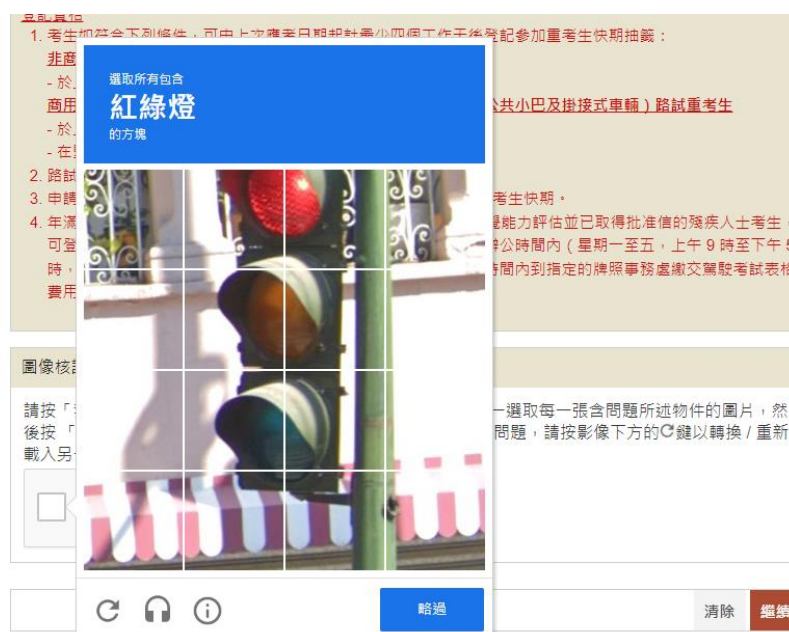 登記資格
1. 考生如符合下列條件，可由上次應考日期起計最少四個工作天後登記參加重考生快期抽籤：
非商
- 於
選取所有包含
紅綠燈
的方塊
商用
公共小巴及掛接式車輛）路試重考生
- 於
- 在
2. 路試
3. 申請
考生快期。
4. 年滿
覺能力評估並已取得批准信的殘疾人士考生
可登
辦公時間內（星期一至五，上午9時至下午5
時，
時間內到指定的牌照事務處繳交駕駛考試表格
費用
圖像核
請按「
一選取每一張含問題所述物件的圖片，然
後按「
問題，請按影像下方的鍵以轉換 / 重新
載入另
略過
清除
繼續